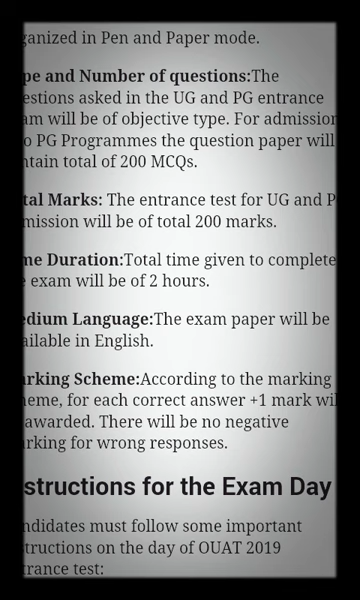 ganized in Pen and Paper mode.
pe and Number of questions:The
estions asked in the UG and PG entrance
am will be of objective type. For admission
o PG Programmes the question paper will
ntain total of 200 MCQs.
tal Marks: The entrance test for UG and P
mission will be of total 200 marks.
me Duration:Total time given to complete
e exam will be of 2 hours.
edium Language:The exam paper will be
ailable in English.
arking Scheme:According to the marking
heme, for each correct answer +1 mark wil
awarded. There will be no negative
arking for wrong responses.
structions for the Exam Day
ndidates must follow some important
structions on the day of OUAT 2019
trance test: